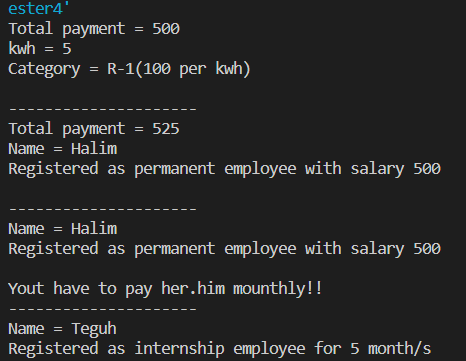 ester4'
Total payment = 500
kwh = 5
Category = R-1(100 per kwh)
---------------------
Total payment = 525
Name = Halim
Registered as permanent employee with salary 500
---------------------
Name = Halim
Registered as permanent employee with salary 500
Yout have to pay her.him mounthly!!
---------------------
Name = Teguh
Registered as internship employee for 5 month/s